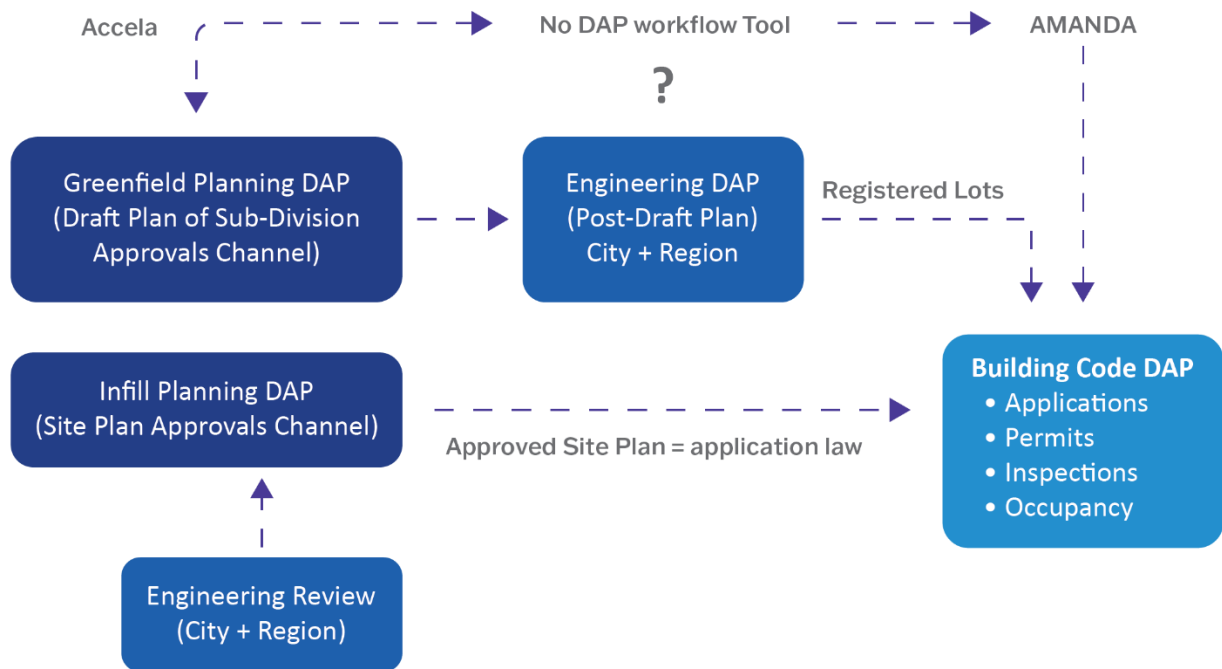 Accela
No DAP workflow Tool
AMANDA
?
Greenfield Planning DAP
(Draft Plan of Sub-Division
Approvals Channel)
Engineering DAP
(Post-Draft Plan)
City + Region
Registered Lots
Infill Planning DAP
(Site Plan Approvals Channel)
Approved Site Plan = application law
Building Code DAP
• Applications
• Permits
• Inspections
• Occupancy
Engineering Review
(City + Region)